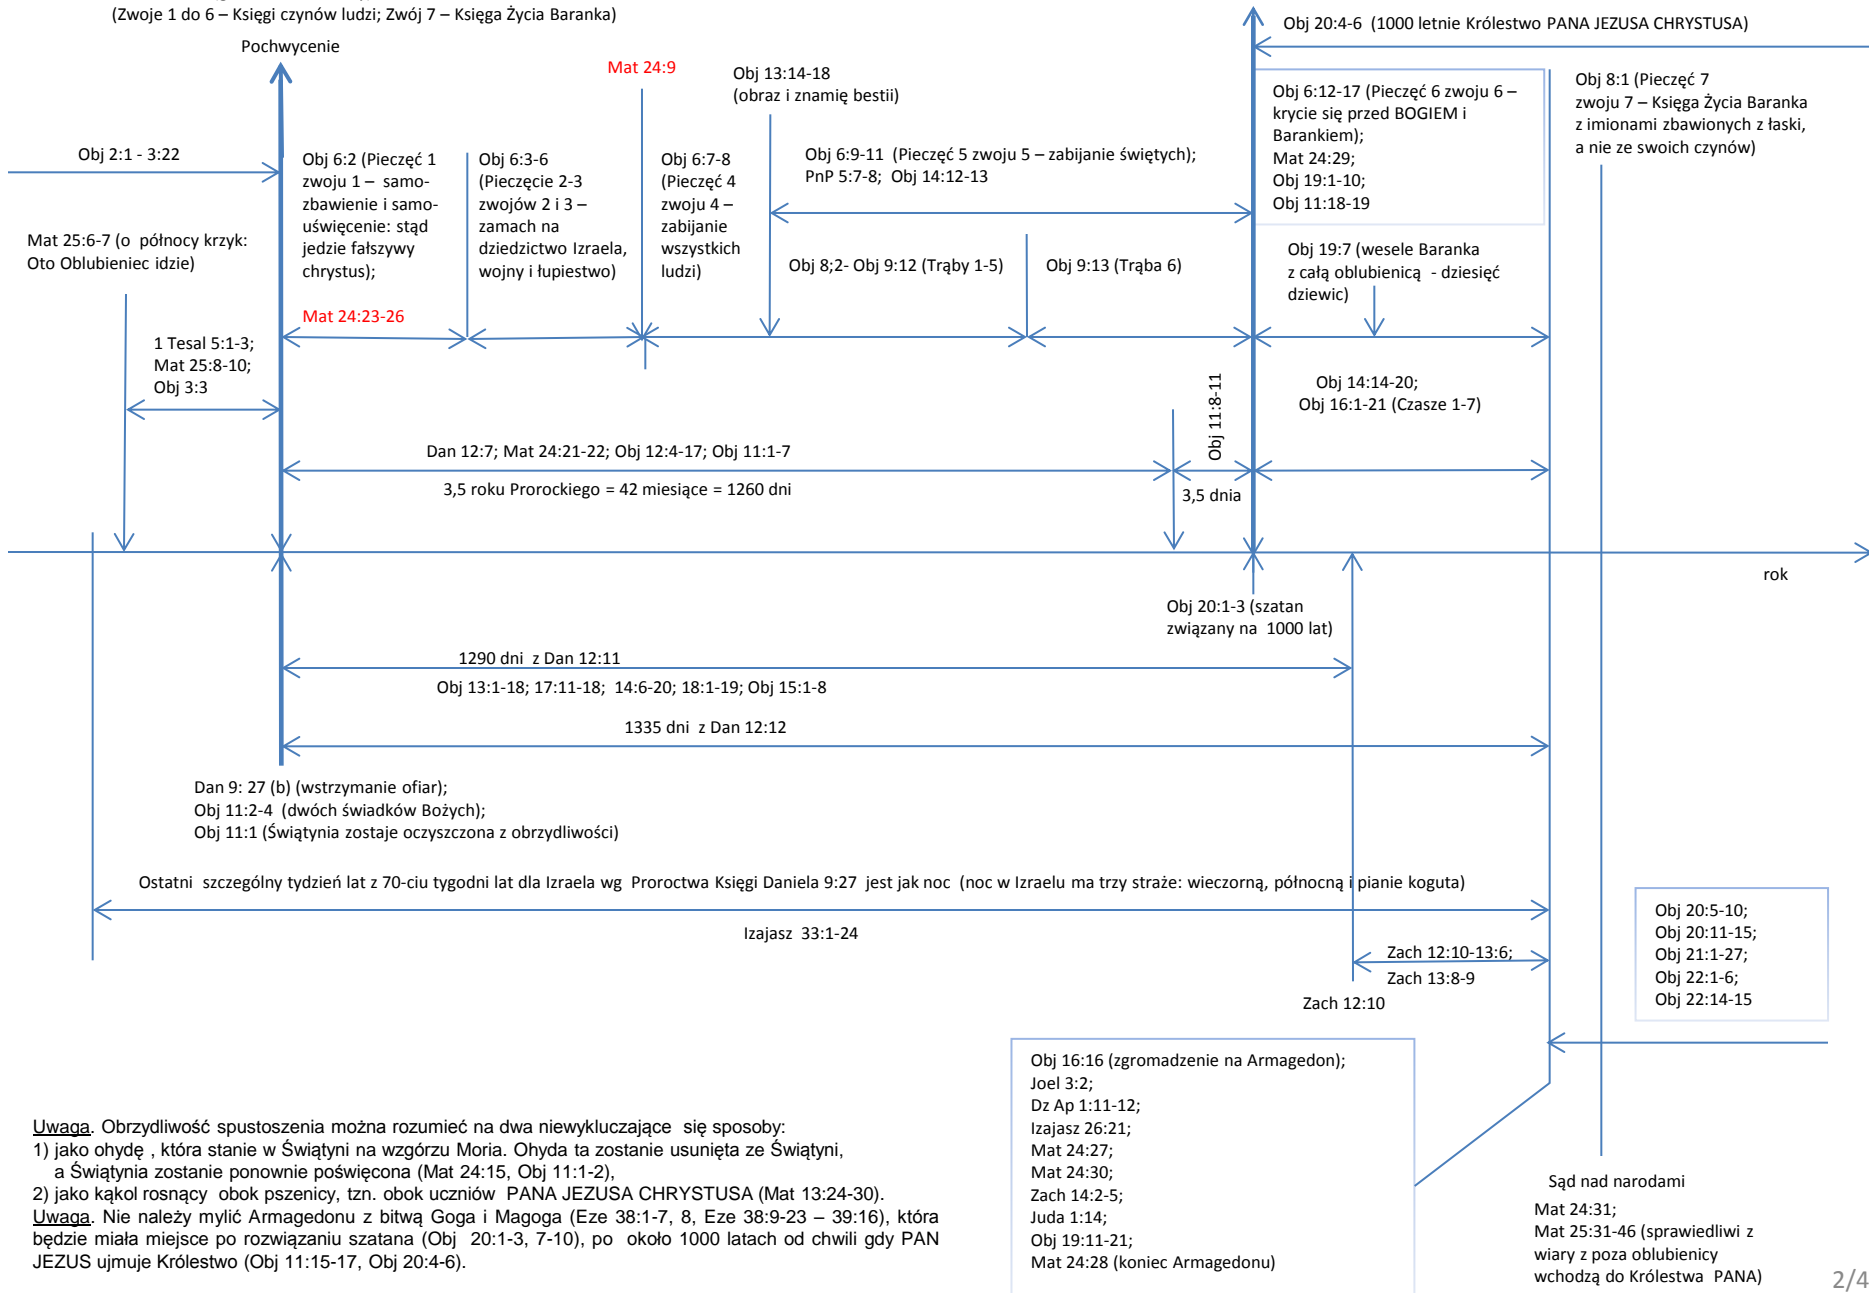 (Zwoje 1 do 6 – Księgi czynów ludzi; Zwój 7 – Księga Życia Baranka)
Pochwycenie
Obj 20:4-6 (1000 letnie Królestwo PANA JEZUSA CHRYSTUSA)
Mat 24:9
Obj 13:14-18
(obraz i znamię bestii)
Obj 6:12-17 (Pieczęć 6 zwoju 6 –
krycie się przed BOGIEM i
Barankiem);
Mat 24:29;
Obj 19:1-10;
Obj 11:18-19
Obj 8:1 (Pieczęć 7
zwoju 7 – Księga Życia Baranka
z imionami zbawionych z łaski,
a nie ze swoich czynów)
Obj 2:1 - 3:22
Obj 6:2 (Pieczęć 1
zwoju 1 – samo-
zbawienie i samo-
uświęcenie: stąd
jedzie fałszywy
chrystus);
Mat 24:23-26
Obj 6:3-6
(Pieczęcie 2-3
zwojów 2 i 3 –
zamach na
dziedzictwo Izraela,
wojny i łupiestwo)
Obj 6:7-8
(Pieczęć 4
zwoju 4 –
zabijanie
wszystkich
ludzi)
Obj 6:9-11 (Pieczęć 5 zwoju 5 – zabijanie świętych);
PnP 5:7-8; Obj 14:12-13
Mat 25:6-7 (o północy krzyk:
Oto Oblubieniec idzie)
Obj 8;2- Obj 9:12 (Trąby 1-5)
Obj 9:13 (Trąba 6)
Obj 19:7 (wesele Baranka
z całą oblubienicą - dziesięć
dziewic)
1 Tesal 5:1-3;
Mat 25:8-10;
Obj 3:3
Obj 11:8-11
Obj 14:14-20;
Obj 16:1-21 (Czasze 1-7)
Dan 12:7; Mat 24:21-22; Obj 12:4-17; Obj 11:1-7
3,5 roku Prorockiego = 42 miesiące = 1260 dni
3,5 dnia
rok
Obj 20:1-3 (szatan
związany na 1000 lat)
1290 dni z Dan 12:11
Obj 13:1-18; 17:11-18; 14:6-20; 18:1-19; Obj 15:1-8
1335 dni z Dan 12:12
Dan 9: 27 (b) (wstrzymanie ofiar);
Obj 11:2-4 (dwóch świadków Bożych);
Obj 11:1 (Świątynia zostaje oczyszczona z obrzydliwości)
Ostatni szczególny tydzień lat z 70-ciu tygodni lat dla Izraela wg Proroctwa Księgi Daniela 9:27 jest jak noc (noc w Izraelu ma trzy straże: wieczorną, północną i pianie koguta)
Izajasz 33:1-24
Zach 12:10-13:6;
Zach 13:8-9
Zach 12:10
Obj 20:5-10;
Obj 20:11-15;
Obj 21:1-27;
Obj 22:1-6;
Obj 22:14-15
Obj 16:16 (zgromadzenie na Armagedon);
Joel 3:2;
Dz Ap 1:11-12;
Izajasz 26:21;
Mat 24:27;
Mat 24:30;
Zach 14:2-5;
Juda 1:14;
Obj 19:11-21;
Mat 24:28 (koniec Armagedonu)
Uwaga. Obrzydliwość spustoszenia można rozumieć na dwa niewykluczające się sposoby:
1) jako ohydę , która stanie w Świątyni na wzgórzu Moria. Ohyda ta zostanie usunięta ze Świątyni,
a Świątynia zostanie ponownie poświęcona (Mat 24:15, Obj 11:1-2),
2) jako kąkol rosnący obok pszenicy, tzn. obok uczniów PANA JEZUSA CHRYSTUSA (Mat 13:24-30).
Uwaga. Nie należy mylić Armagedonu z bitwą Goga i Magoga (Eze 38:1-7, 8, Eze 38:9-23 – 39:16), która
będzie miała miejsce po rozwiązaniu szatana (Obj 20:1-3, 7-10), po około 1000 latach od chwili gdy PAN
JEZUS ujmuje Królestwo (Obj 11:15-17, Obj 20:4-6).
Sąd nad narodami
Mat 24:31;
Mat 25:31-46 (sprawiedliwi z
wiary z poza oblubienicy
wchodzą do Królestwa PANA)
2/4